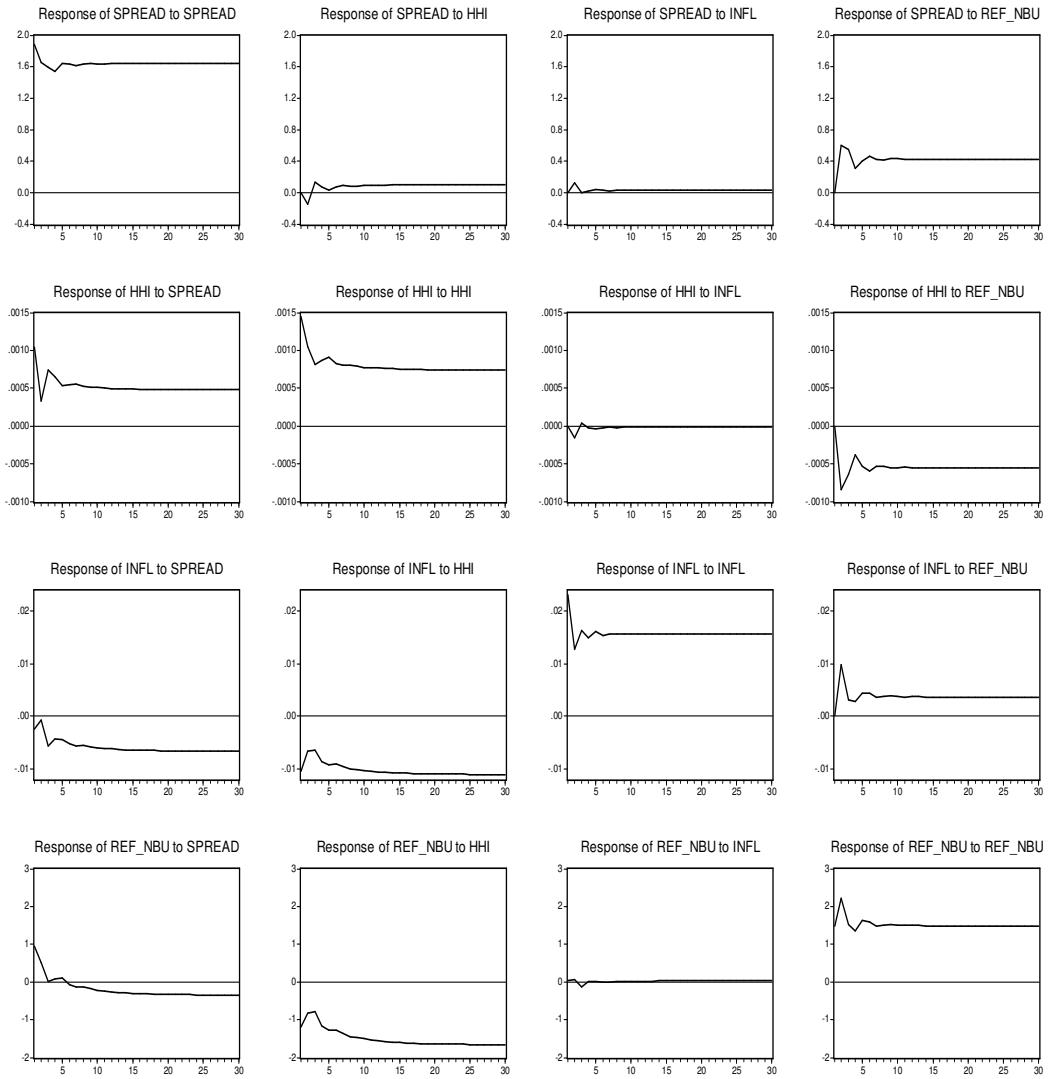 Response of SPREAD to SPREAD
2.0
1.6
1.2
0.8
0.4
0.0
-0.4
5 10 15 20 25 30
Response of SPREAD to HHI
2.0
1.6
1.2
0.8
0.4
0.0
-0.4
5 10 15 20 25 30
Response of SPREAD to INFL
2.0
1.6
1.2
0.8
0.4
0.0
-0.4
5 10 15 20 25 30
Response of SPREAD to REF_NBU
2.0
1.6
1.2
0.8
0.4
0.0
-0.4
5 10 15 20 25 30
Response of HHI to SPREAD
.0015
.0010
.0005
.0000
-.0005
-.0010
5 10 15 20 25 30
Response of HHI to HHI
.0015
.0010
.0005
.0000
-.0005
-.0010
5 10 15 20 25 30
Response of HHI to INFL
.0015
.0010
.0005
.0000
-.0005
-.0010
5 10 15 20 25 30
Response of HHI to REF_NBU
.0015
.0010
.0005
.0000
-.0005
-.0010
5 10 15 20 25 30
Response of INFL to SPREAD
.02
.01
.00
-.01
5 10 15 20 25 30
Response of INFL to HHI
.02
.01
.00
-.01
5 10 15 20 25 30
Response of INFL to INFL
.02
.01
.00
-.01
5 10 15 20 25 30
Response of INFL to REF_NBU
.02
.01
.00
-.01
5 10 15 20 25 30
Response of REF_NBU to SPREAD
3
2
1
0
-1
-2
5 10 15 20 25 30
Response of REF_NBU to HHI
3
2
1
0
-1
-2
5 10 15 20 25 30
Response of REF_NBU to INFL
3
2
1
0
-1
-2
5 10 15 20 25 30
Response of REF_NBU to REF_NBU
3
2
1
0
-1
-2
5 10 15 20 25 30